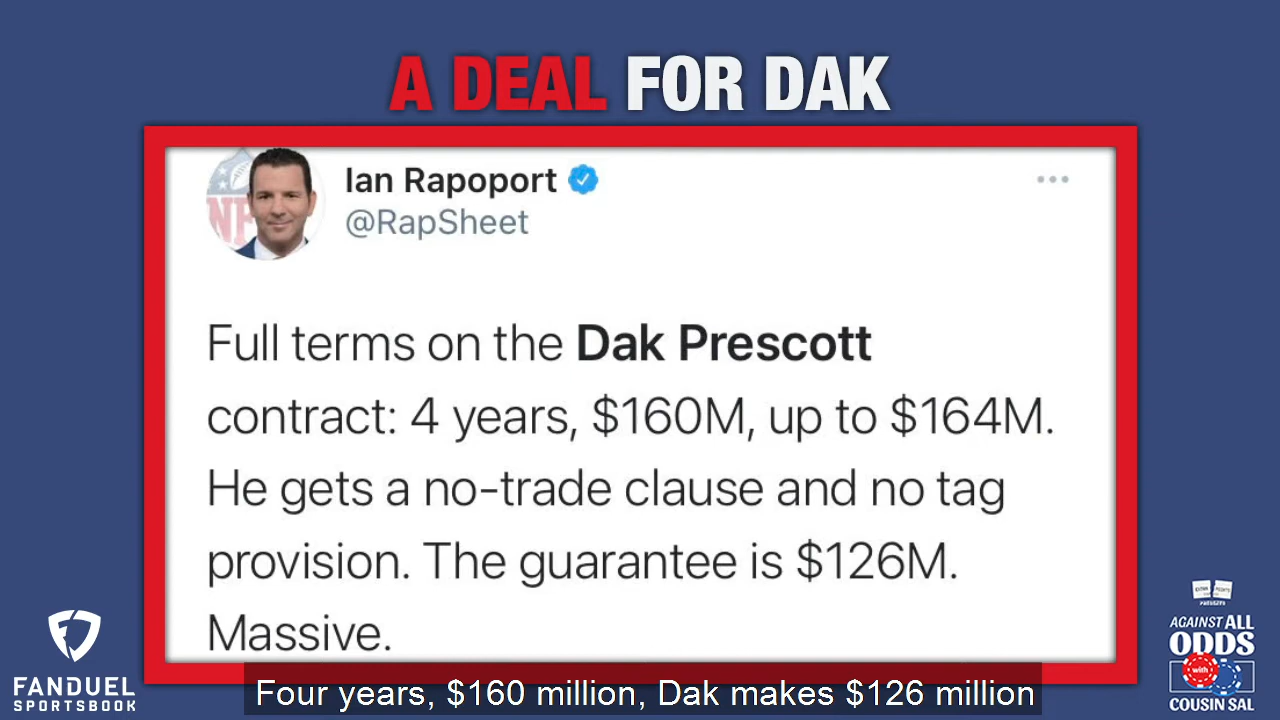 A DEAL FOR DAK
Ian Rapoport
@RapSheet
Full terms on the Dak Prescott
contract: 4 years, $160M, up to $164M.
He gets a no-trade clause and no tag
provision. The guarantee is $126M.
Massive.
FANDUEL
SPORTSBOOK
AGAINST ALL
ODDS
with
COUSIN SAL
Four years, $160 million, Dak makes $126 million